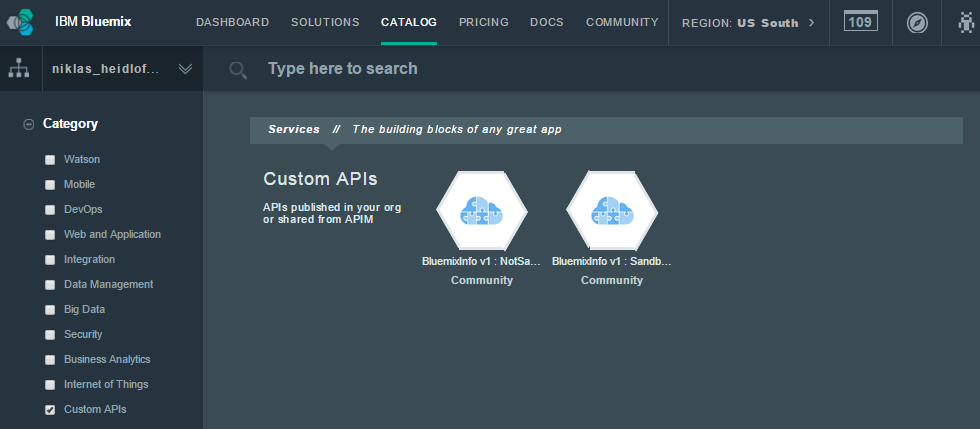 IBM Bluemix DASHBOARD SOLUTIONS CATALOG PRICING DOCS COMMUNITY REGION: US South > 109
niklas_heidlof...
Type here to search
Category
Watson
Mobile
DevOps
Web and Application
Integration
Data Management
Big Data
Security
Business Analytics
Internet of Things
Custom APIs
Services // The building blocks of any great app
Custom APIs
APIs published in your org
or shared from APIM
BluemixInfo v1 : NotSa...
Community
BluemixInfo v1 : Sandb...
Community